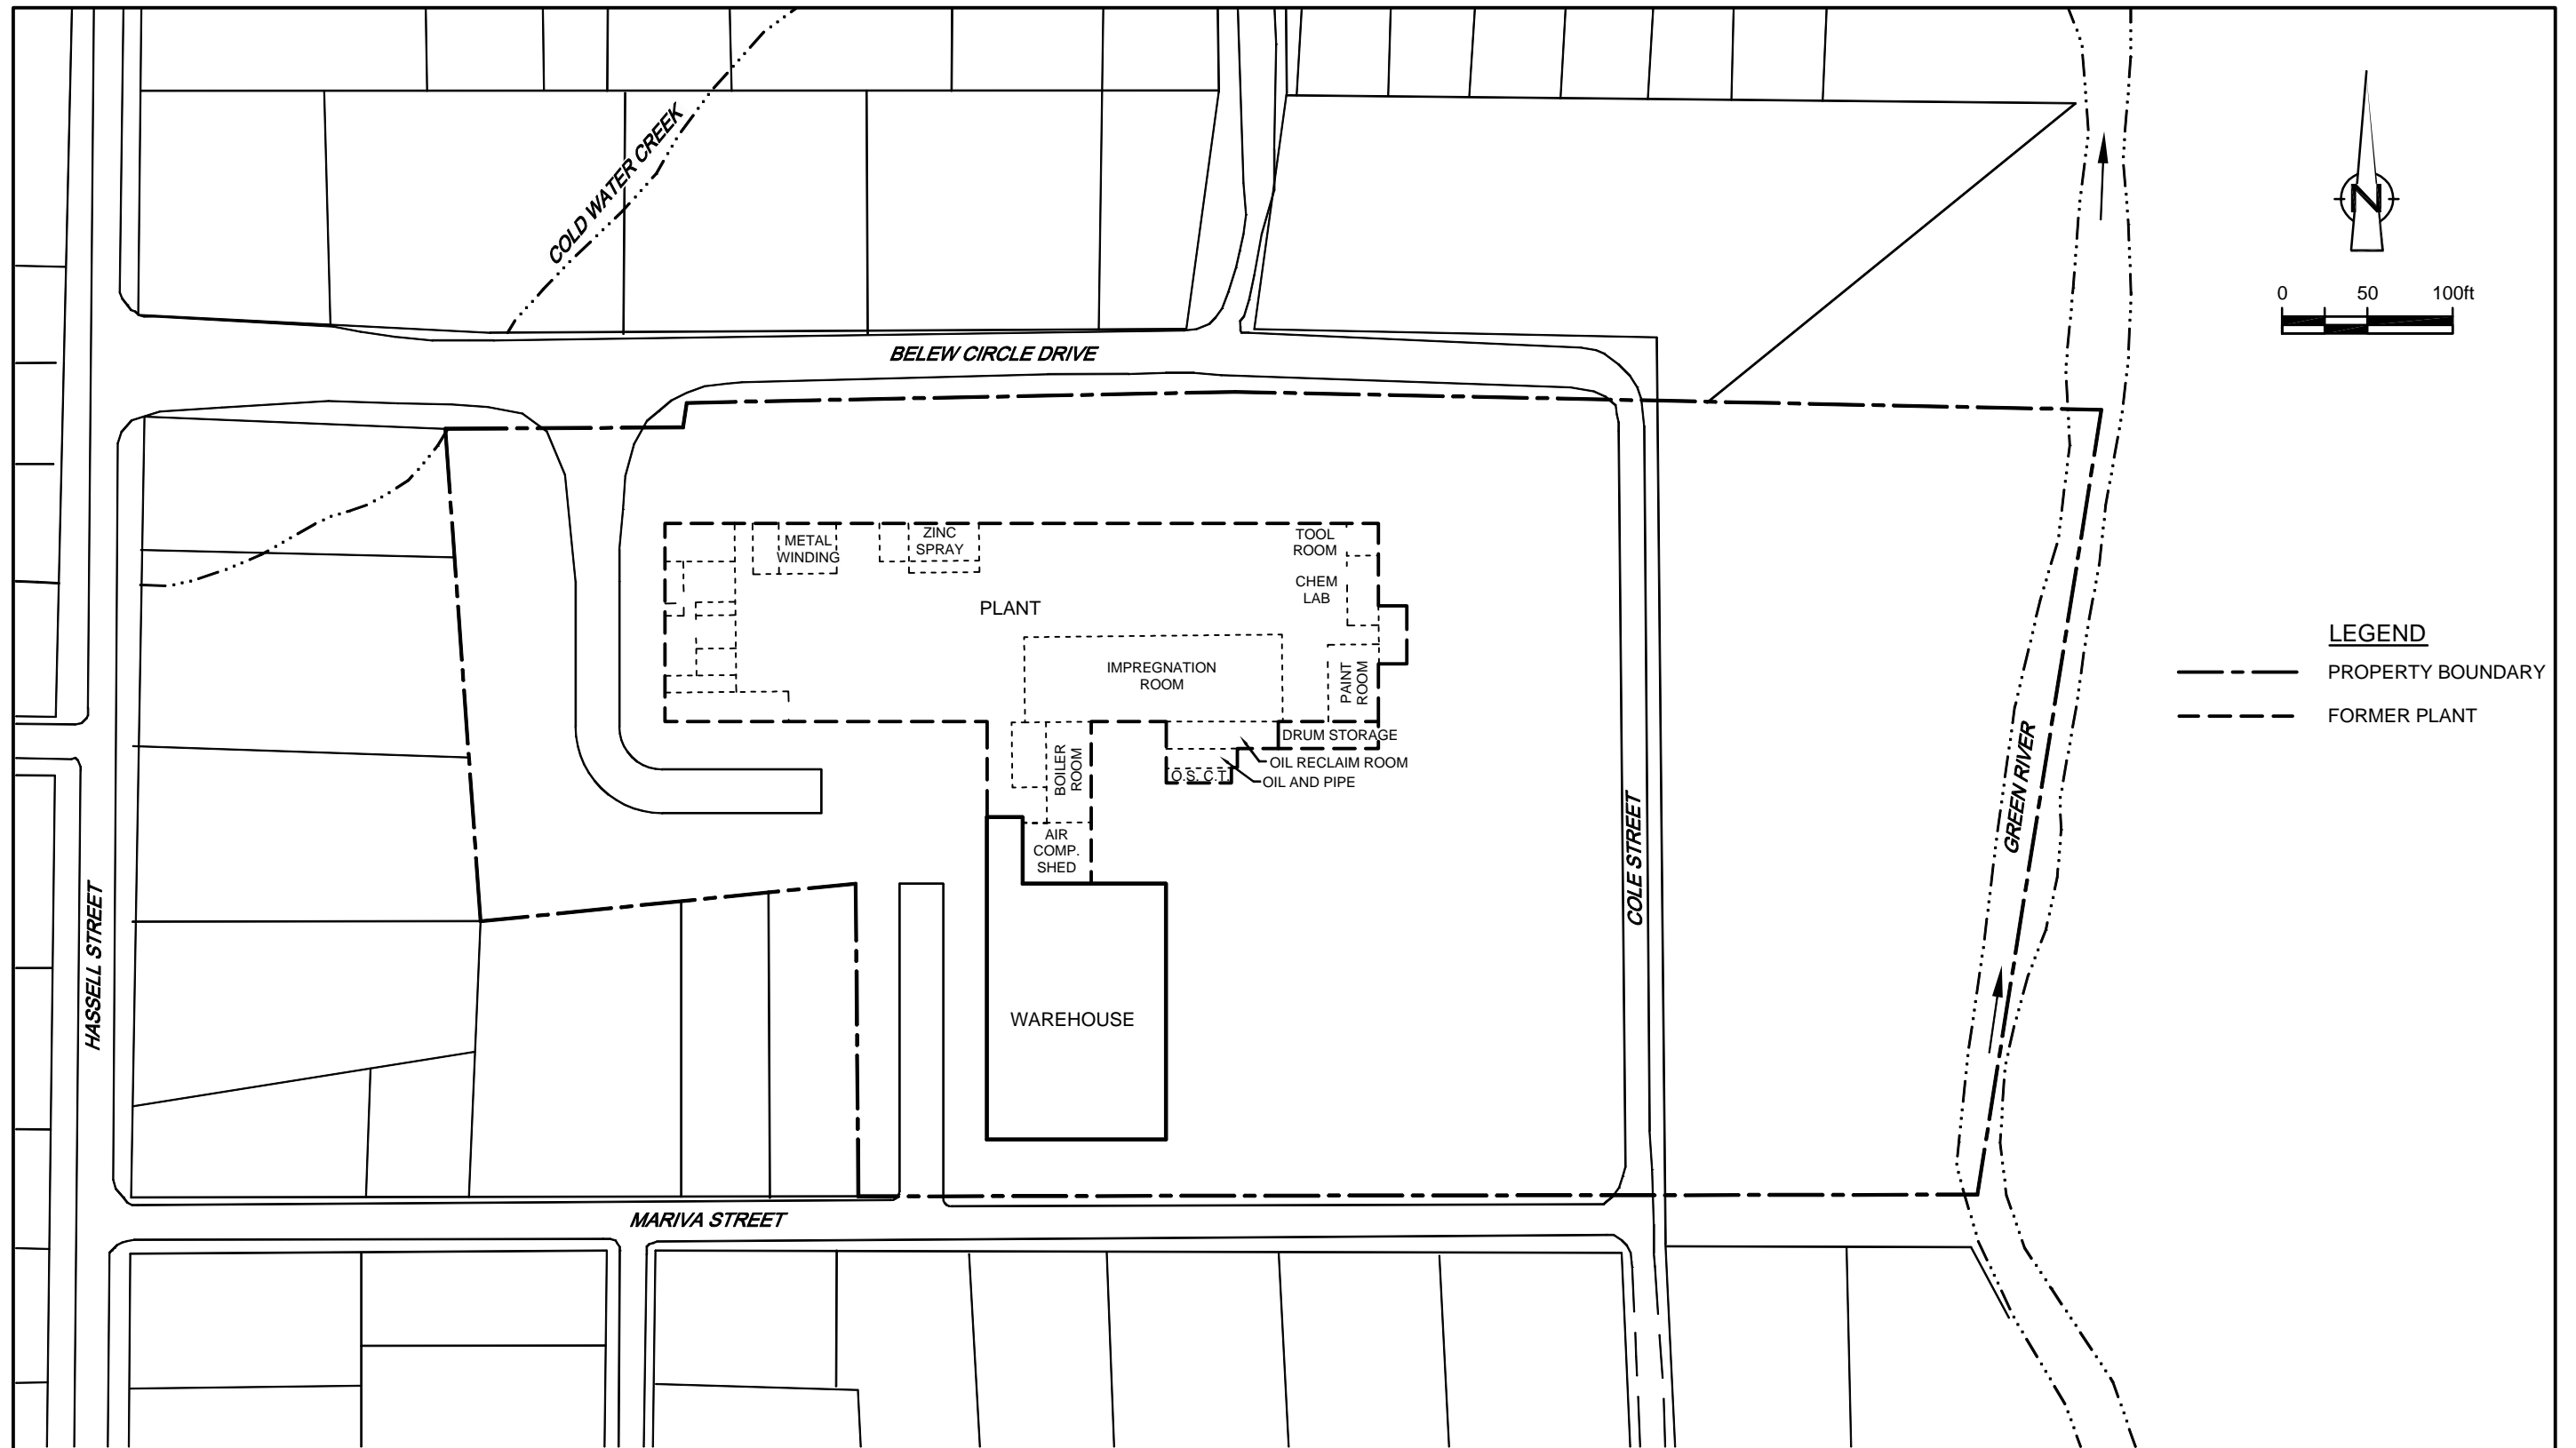 COLD WATER CREEK
N
0 50 100ft
BELEW CIRCLE DRIVE
METAL
WINDING
ZINC
SPRAY
TOOL
ROOM
CHEM
LAB
PLANT
IMPREGNATION
ROOM
PAINT
ROOM
LEGEND
PROPERTY BOUNDARY
FORMER PLANT
DRUM STORAGE
OIL RECLAIM ROOM
OIL AND PIPE
O.S. C.T.
BOILER
ROOM
AIR
COMP.
SHED
GREEN RIVER
COLE STREET
HASSELL STREET
WAREHOUSE
MARIVA STREET